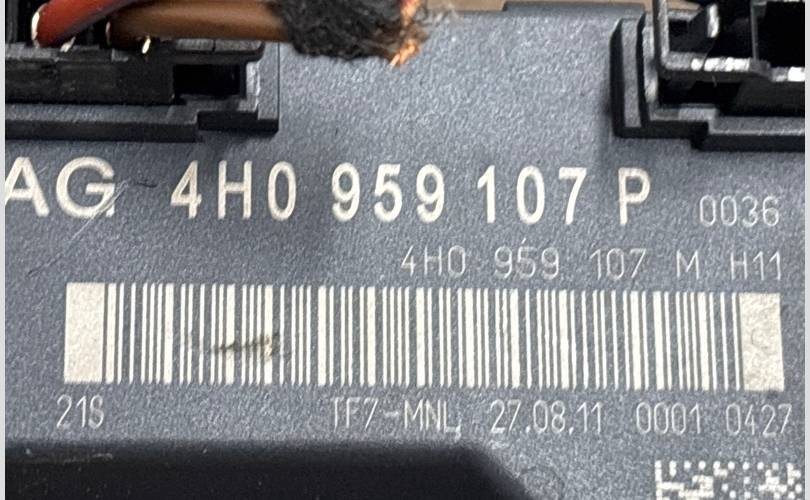 AG 4H0 959 107 P 0036
4H0 959 107 M H11
21S TF7-MNL 27.08.11 0001 0427